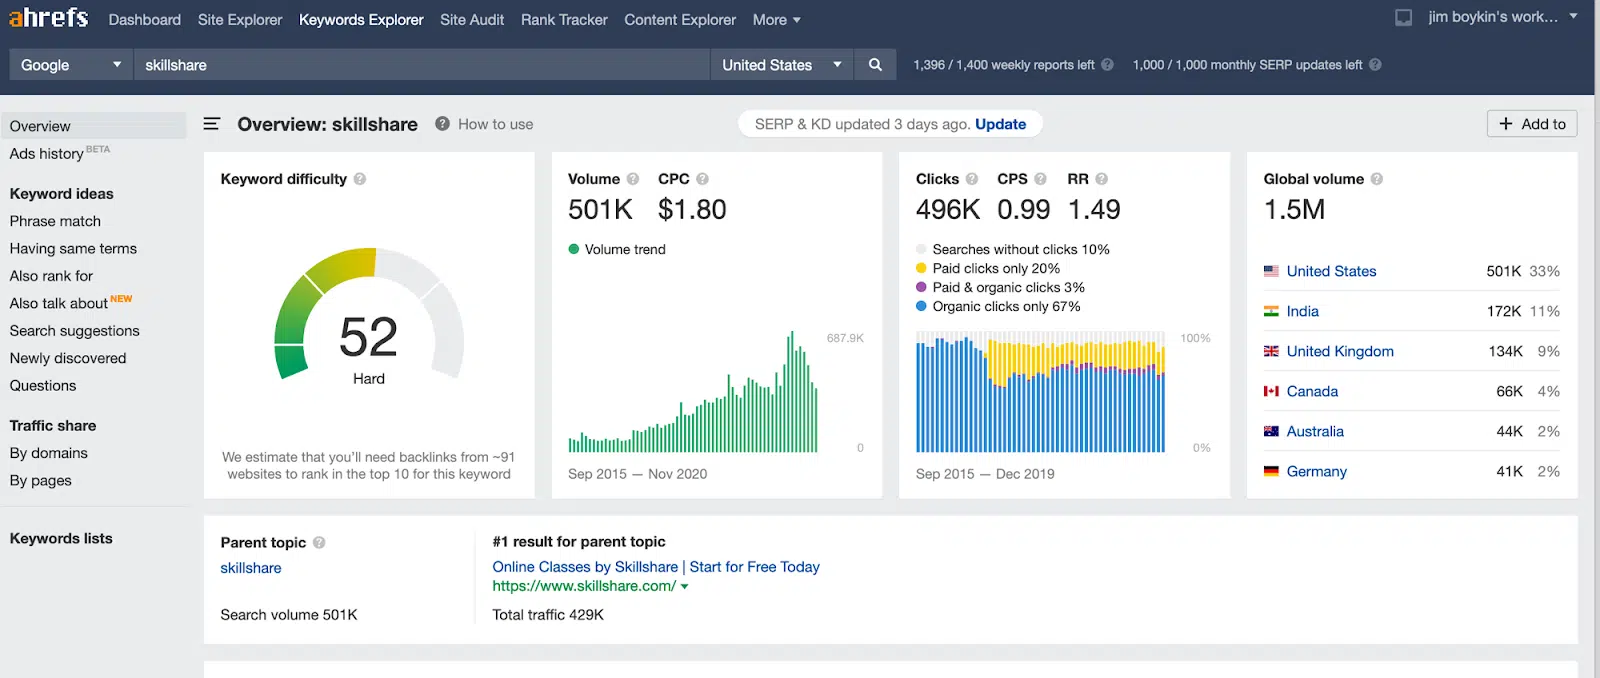 ahrefs Dashboard Site Explorer Keywords Explorer Site Audit Rank Tracker Content Explorer More jim boykin's work...
Google skillshare United States 1,396 / 1,400 weekly reports left ? 1,000 / 1,000 monthly SERP updates left ?
Overview
Ads history BETA
Keyword ideas
Phrase match
Having same terms
Also rank for
Also talk about NEW
Search suggestions
Newly discovered
Questions
Traffic share
By domains
By pages
Keywords lists
Overview: skillshare ? How to use SERP & KD updated 3 days ago. Update + Add to
Keyword difficulty ?
52
Hard
We estimate that you'll need backlinks from ~91
websites to rank in the top 10 for this keyword
Volume ? CPC ?
501K $1.80
Volume trend
687.9K
0
Sep 2015 — Nov 2020
Clicks ? CPS ? RR ?
496K 0.99 1.49
Searches without clicks 10%
Paid clicks only 20%
Paid & organic clicks 3%
Organic clicks only 67%
100%
0%
Sep 2015 — Dec 2019
Global volume ?
1.5M
United States 501K 33%
India 172K 11%
United Kingdom 134K 9%
Canada 66K 4%
Australia 44K 2%
Germany 41K 2%
Parent topic ?
skillshare
Search volume 501K
#1 result for parent topic
Online Classes by Skillshare | Start for Free Today
https://www.skillshare.com/
Total traffic 429K